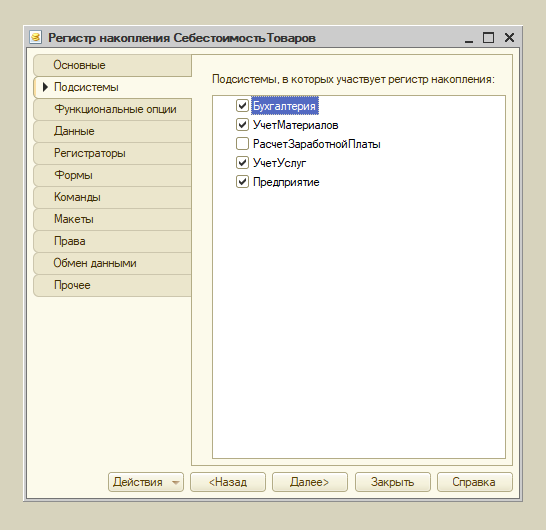 Регистр накопления СебестоимостьТоваров
Основные
Подсистемы
Функциональные опции
Данные
Регистраторы
Формы
Команды
Макеты
Права
Обмен данными
Прочее
Подсистемы, в которых участвует регистр накопления:
Бухгалтерия
УчетМатериалов
РасчетЗаработнойПлаты
УчетУслуг
Предприятие
Действия
<Назад
Далее>
Закрыть
Справка